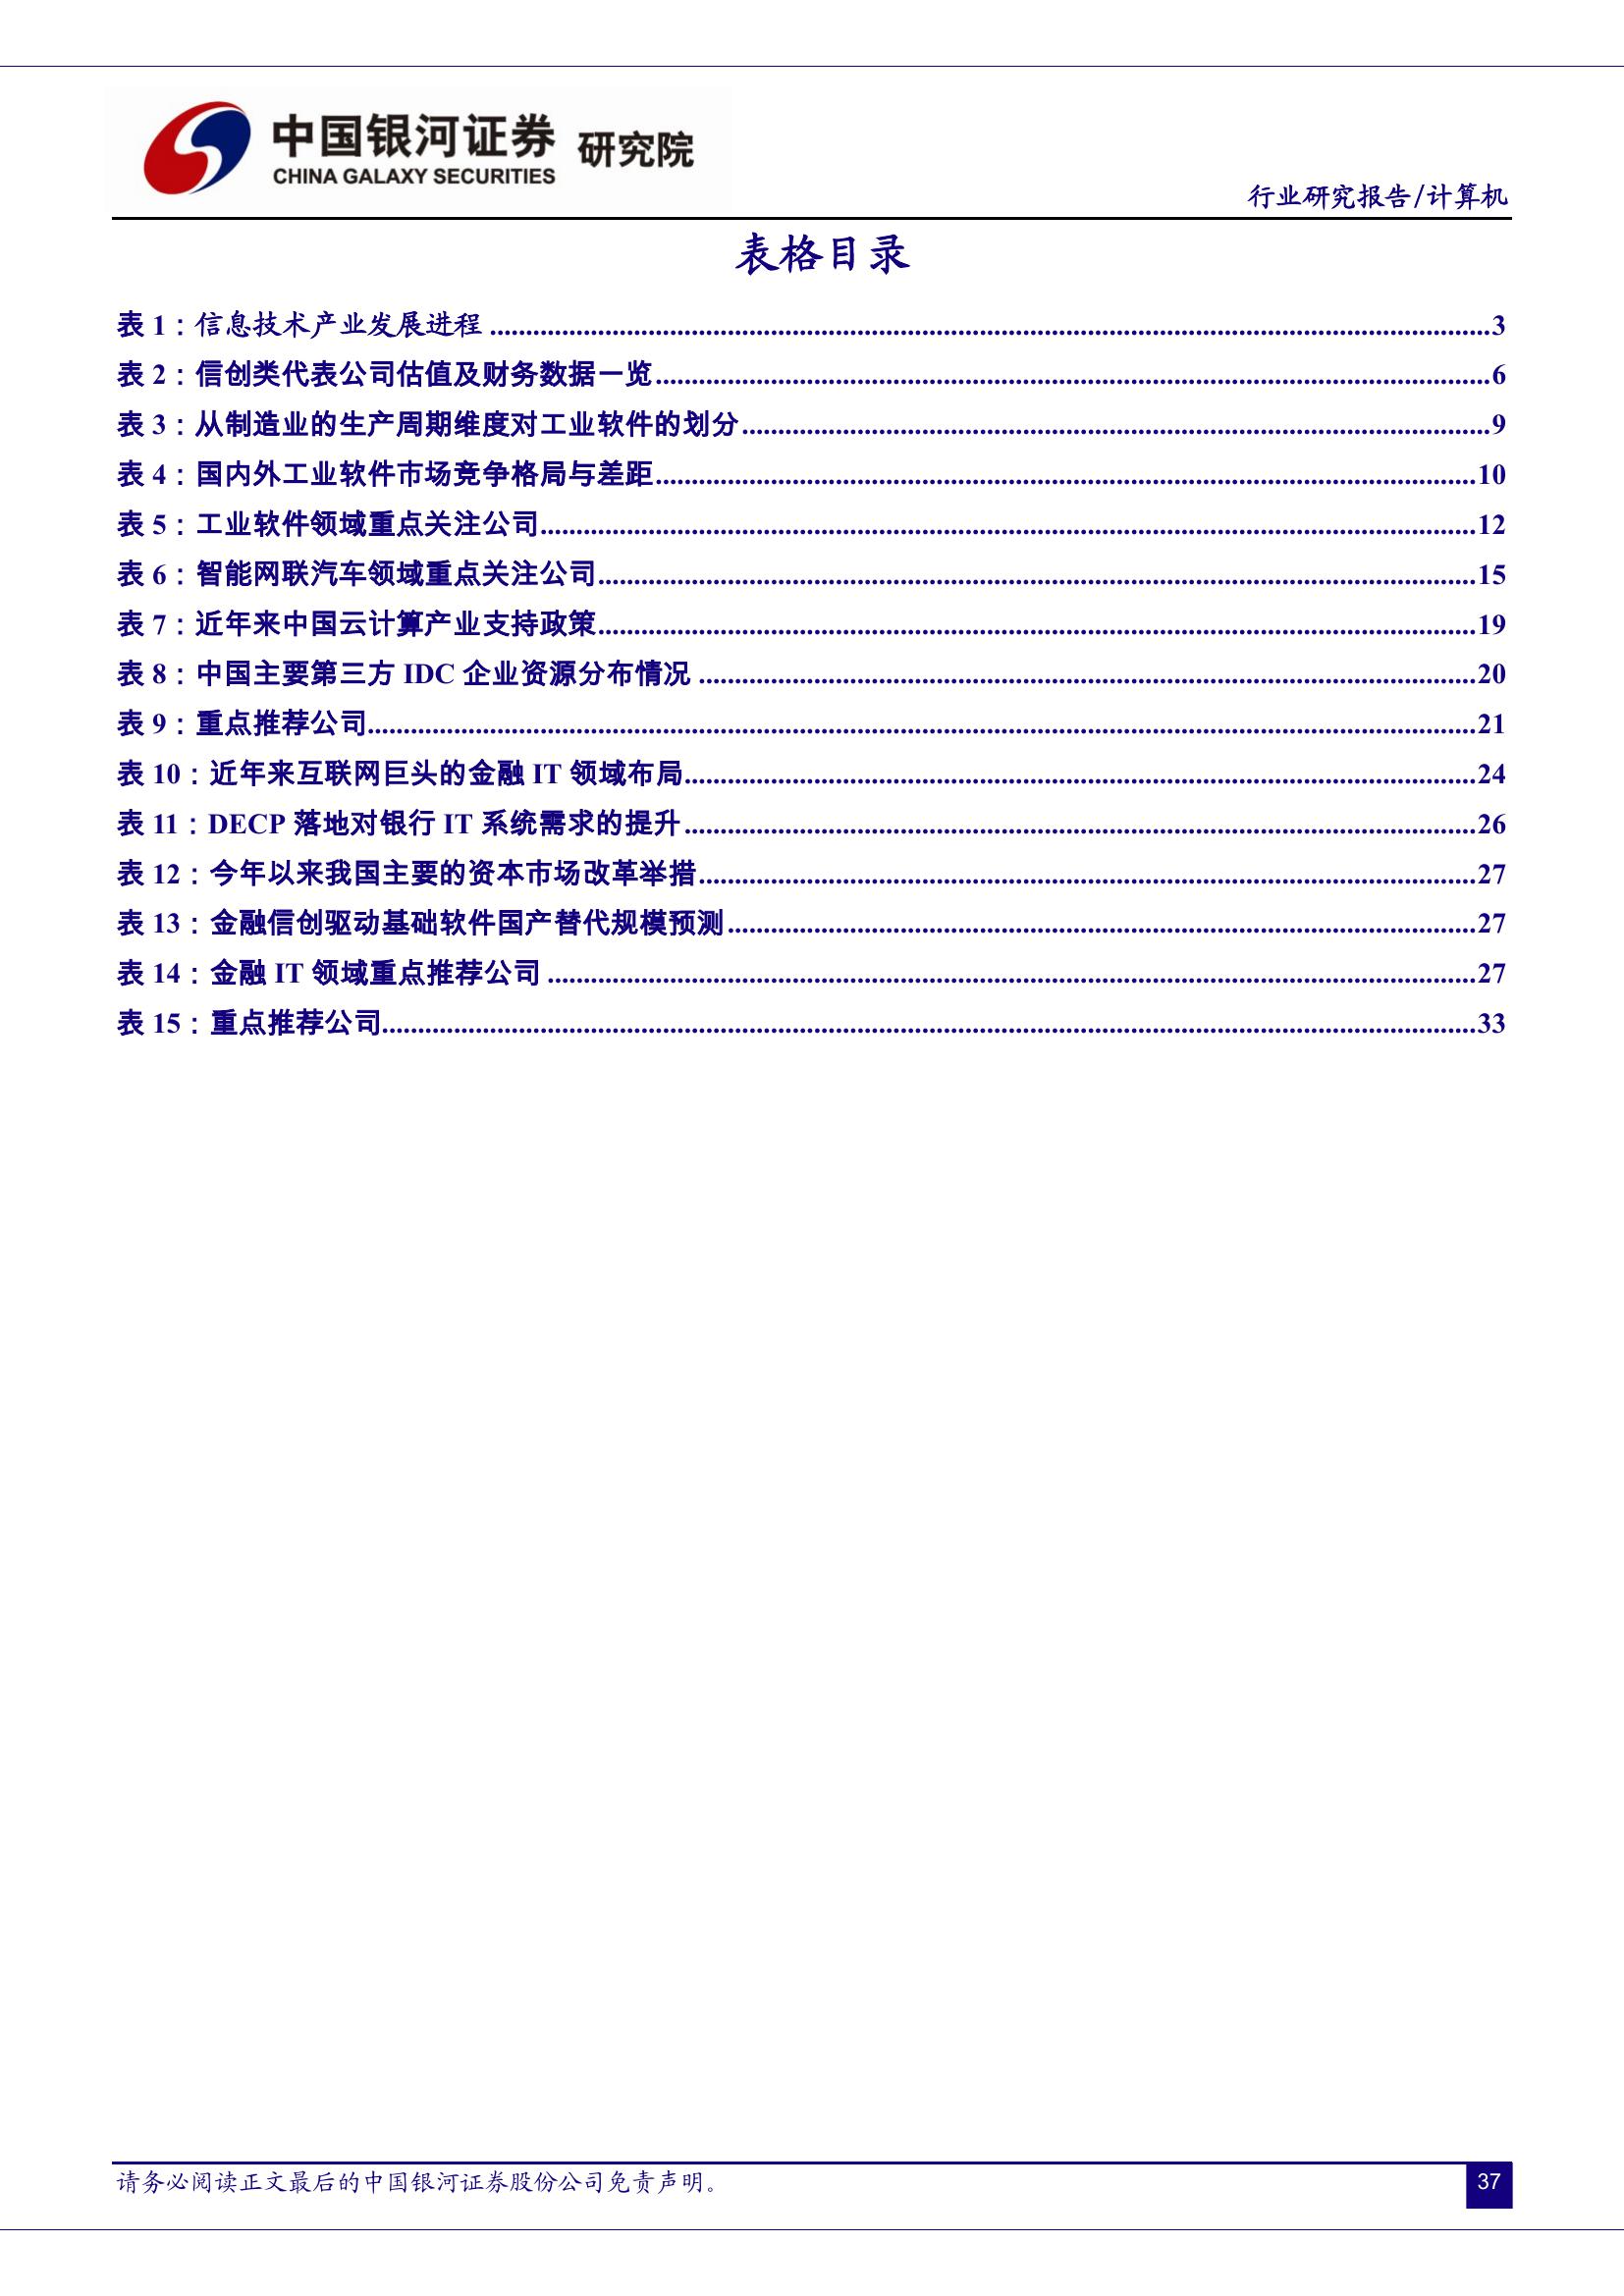 中国银河证券 研究院
CHINA GALAXY SECURITIES
行业研究报告/计算机
表格目录
表 1：信息技术产业发展进程 ........ 3
表 2：信创类代表公司估值及财务数据一览 ........ 6
表 3：从制造业的生产周期维度对工业软件的划分 ........ 9
表 4：国内外工业软件市场竞争格局与差距 ........ 10
表 5：工业软件领域重点关注公司 ........ 12
表 6：智能网联汽车领域重点关注公司 ........ 15
表 7：近年来中国云计算产业支持政策 ........ 19
表 8：中国主要第三方 IDC 企业资源分布情况 ........ 20
表 9：重点推荐公司 ........ 21
表 10：近年来互联网巨头的金融 IT 领域布局 ........ 24
表 11：DECP 落地对银行 IT 系统需求的提升 ........ 26
表 12：今年以来我国主要的资本市场改革举措 ........ 27
表 13：金融信创驱动基础软件国产替代规模预测 ........ 27
表 14：金融 IT 领域重点推荐公司 ........ 27
表 15：重点推荐公司 ........ 33
请务必阅读正文最后的中国银河证券股份公司免责声明。
37